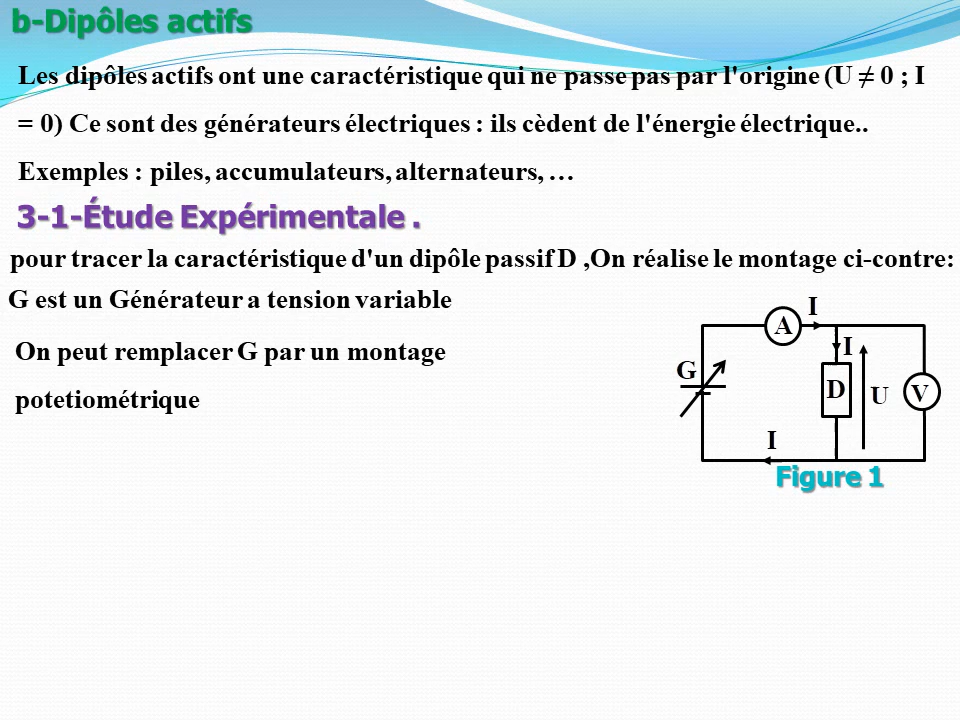 b-Dipôles actifs
Les dipôles actifs ont une caractéristique qui ne passe pas par l'origine (U ≠ 0 ; I
= 0) Ce sont des générateurs électriques : ils cèdent de l'énergie électrique..
Exemples : piles, accumulateurs, alternateurs, …
3-1-Étude Expérimentale .
pour tracer la caractéristique d'un dipôle passif D ,On réalise le montage ci-contre:
G est un Générateur a tension variable
On peut remplacer G par un montage
potetiométrique
I
A
I
G
D
U
V
I
Figure 1